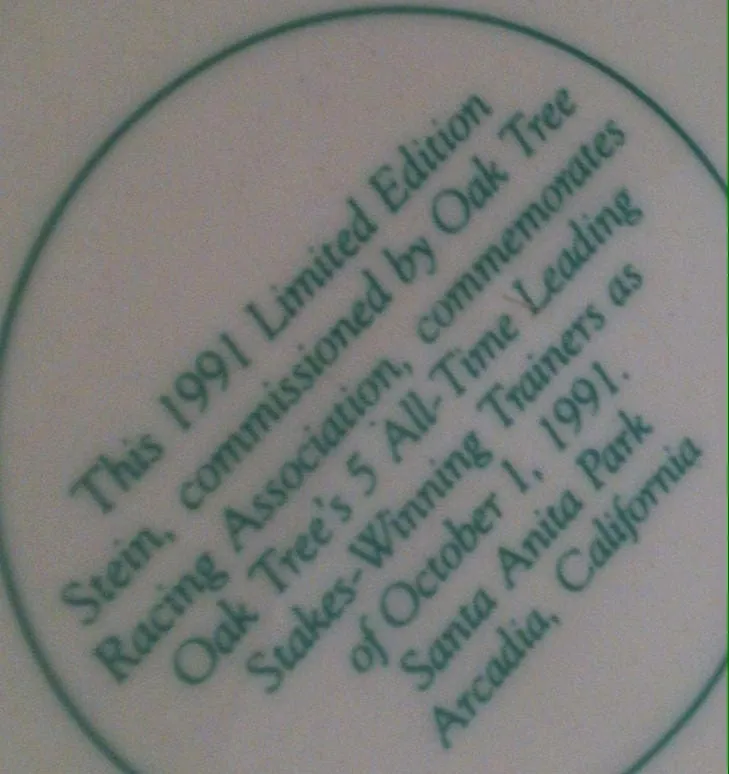 This 1991 Limited Edition
Stein, commissioned by Oak Tree
Racing Association, commemorates
Oak Tree's 5 All-Time Leading
Stakes-Winning Trainers as
of October 1, 1991.
Santa Anita Park
Arcadia, California